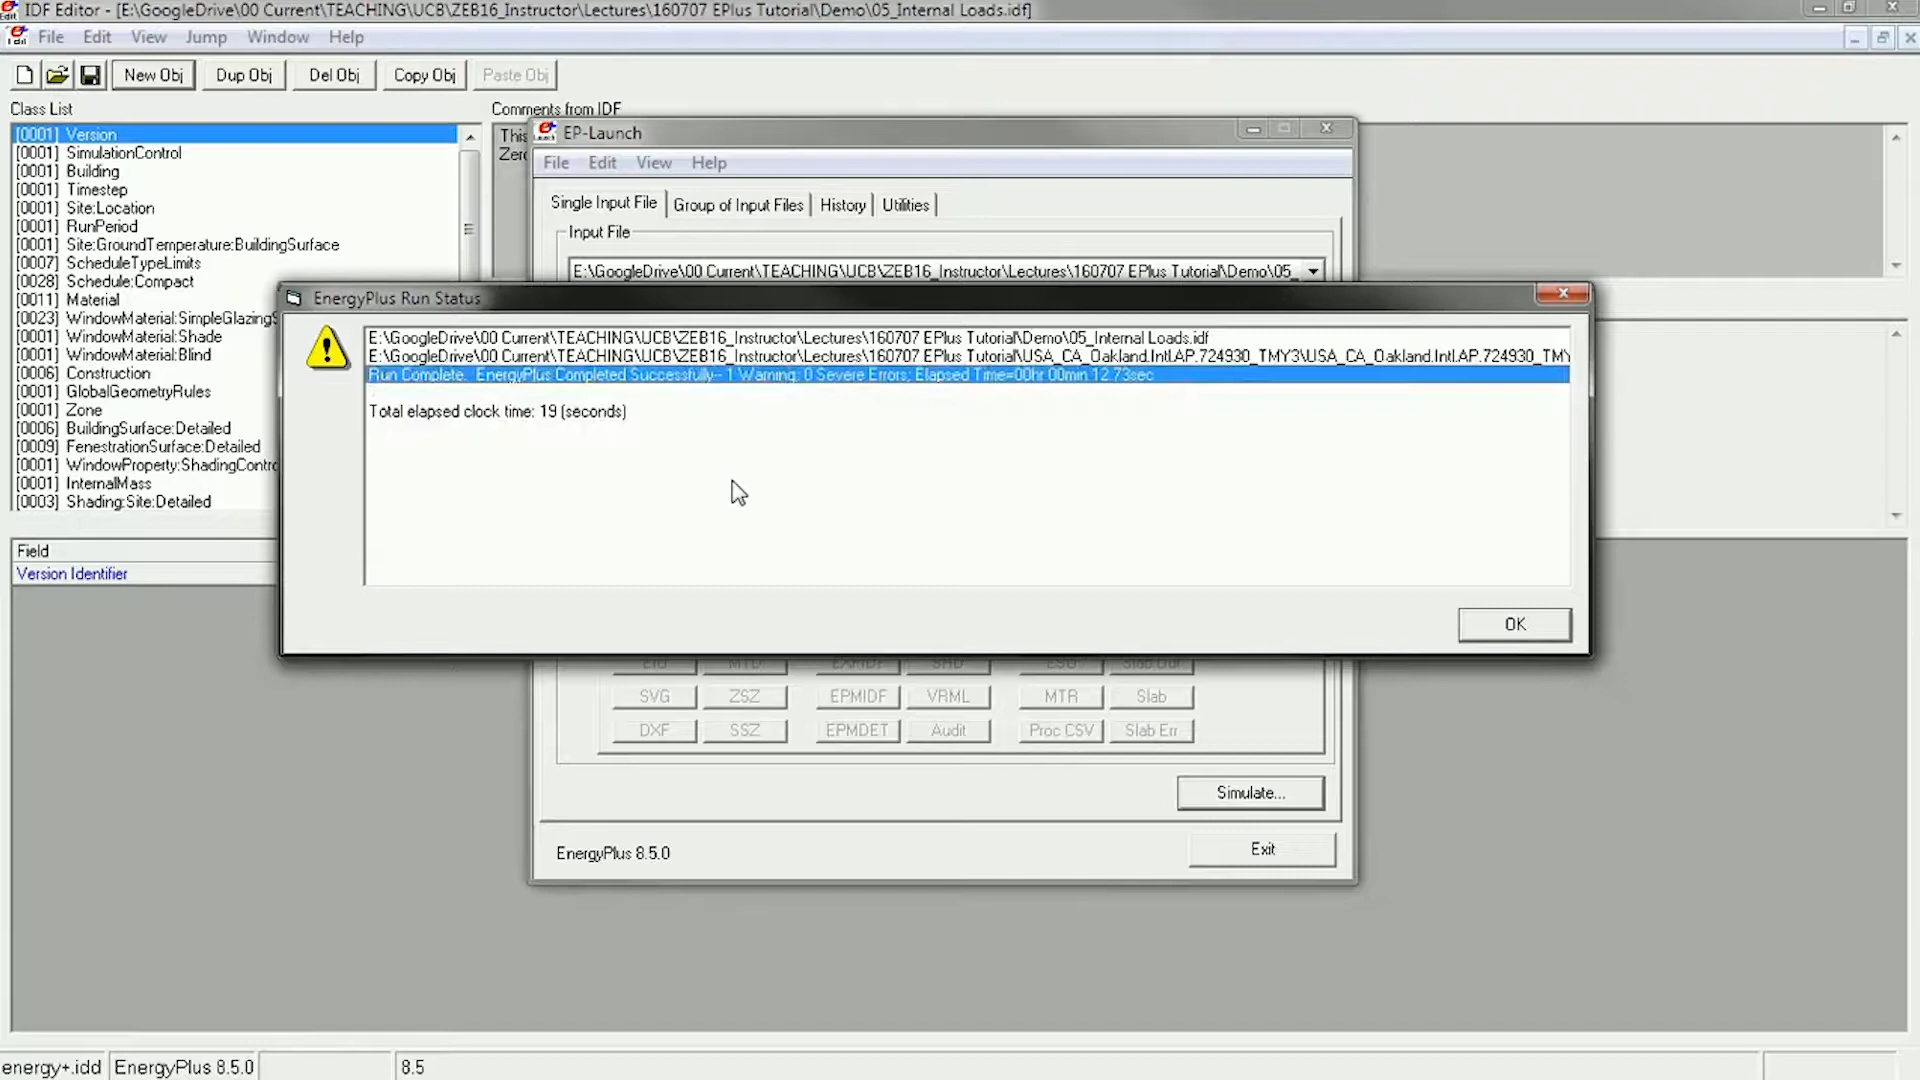 IDF Editor - [E:\GoogleDrive\00 Current\TEACHING\UCB\ZEB16_Instructor\Lectures\160707 EPlus Tutorial\Demo\05_Internal Loads.idf]
File Edit View Jump Window Help
New Obj Dup Obj Del Obj Copy Obj Paste Obj
Class List
Comments from IDF
[0001] Version
[0001] SimulationControl
[0001] Building
[0001] Timestep
[0001] Site:Location
[0001] RunPeriod
[0001] Site:GroundTemperature:BuildingSurface
[0007] ScheduleTypeLimits
[0028] Schedule:Compact
[0011] Material
[0023] WindowMaterial:SimpleGlazingS
[0001] WindowMaterial:Shade
[0001] WindowMaterial:Blind
[0006] Construction
[0001] GlobalGeometryRules
[0001] Zone
[0006] BuildingSurface:Detailed
[0009] FenestrationSurface:Detailed
[0001] WindowProperty:ShadingContro
[0001] InternalMass
[0003] Shading:Site:Detailed
This
Zero
EP-Launch
File Edit View Help
Single Input File Group of Input Files History Utilities
Input File
E:\GoogleDrive\00 Current\TEACHING\UCB\ZEB16_Instructor\Lectures\160707 EPlus Tutorial\Demo\05_
EnergyPlus Run Status
E:\GoogleDrive\00 Current\TEACHING\UCB\ZEB16_Instructor\Lectures\160707 EPlus Tutorial\Demo\05_Internal Loads.idf
E:\GoogleDrive\00 Current\TEACHING\UCB\ZEB16_Instructor\Lectures\160707 EPlus Tutorial\USA_CA_Oakland.Intl.AP.724930_TMY3\USA_CA_Oakland.Intl.AP.724930_TMY
Run Complete. EnergyPlus Completed Successfully-- 1 Warning; 0 Severe Errors; Elapsed Time=00hr 00min 12.73sec
Total elapsed clock time: 19 (seconds)
OK
SVG ZSZ EPMIDF VRML MTR Slab
DXF SSZ EPMDET Audit Proc CSV Slab Err
Simulate...
EnergyPlus 8.5.0
Exit
Field
Version Identifier
energy+.idd EnergyPlus 8.5.0 8.5